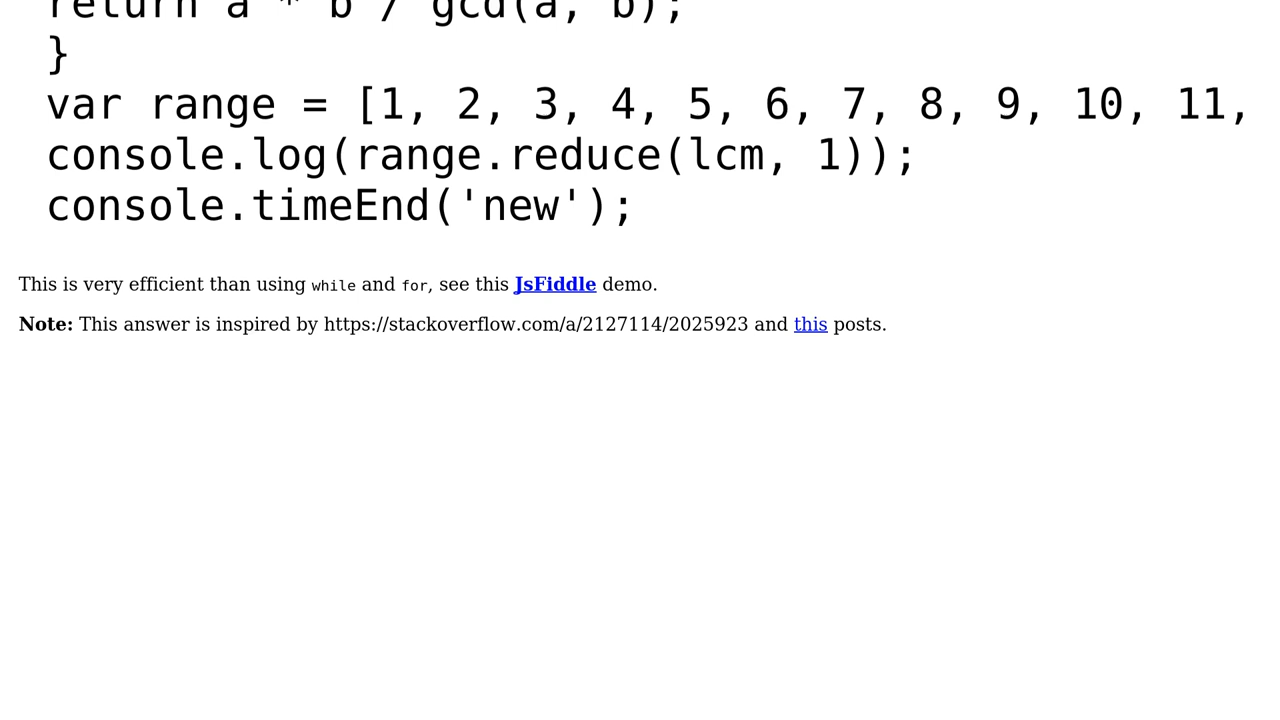 return a * b / gcd(a, b);
}
var range = [1, 2, 3, 4, 5, 6, 7, 8, 9, 10, 11,
console.log(range.reduce(lcm, 1));
console.timeEnd('new');
This is very efficient than using while and for, see this JsFiddle demo.
Note: This answer is inspired by https://stackoverflow.com/a/2127114/2025923 and this posts.